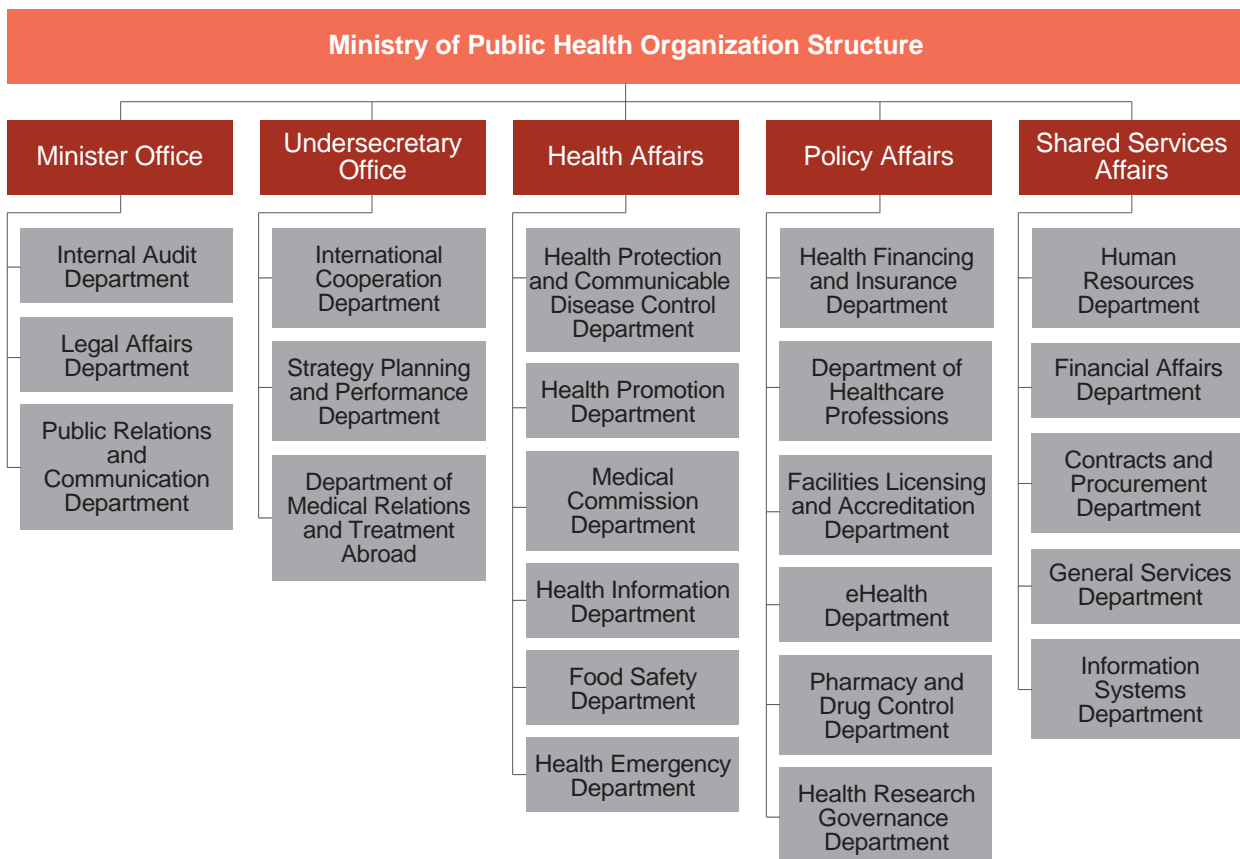 Ministry of Public Health Organization Structure
Minister Office
Internal Audit
Department
Legal Affairs
Department
Public Relations
and
Communication
Department
Undersecretary
Office
International
Cooperation
Department
Strategy Planning
and Performance
Department
Department of
Medical Relations
and Treatment
Abroad
Health Affairs
Health Protection
and Communicable
Disease Control
Department
Health Promotion
Department
Medical
Commission
Department
Health Information
Department
Food Safety
Department
Health Emergency
Department
Policy Affairs
Health Financing
and Insurance
Department
Department of
Healthcare
Professions
Facilities Licensing
and Accreditation
Department
eHealth
Department
Pharmacy and
Drug Control
Department
Health Research
Governance
Department
Shared Services
Affairs
Human
Resources
Department
Financial Affairs
Department
Contracts and
Procurement
Department
General Services
Department
Information
Systems
Department